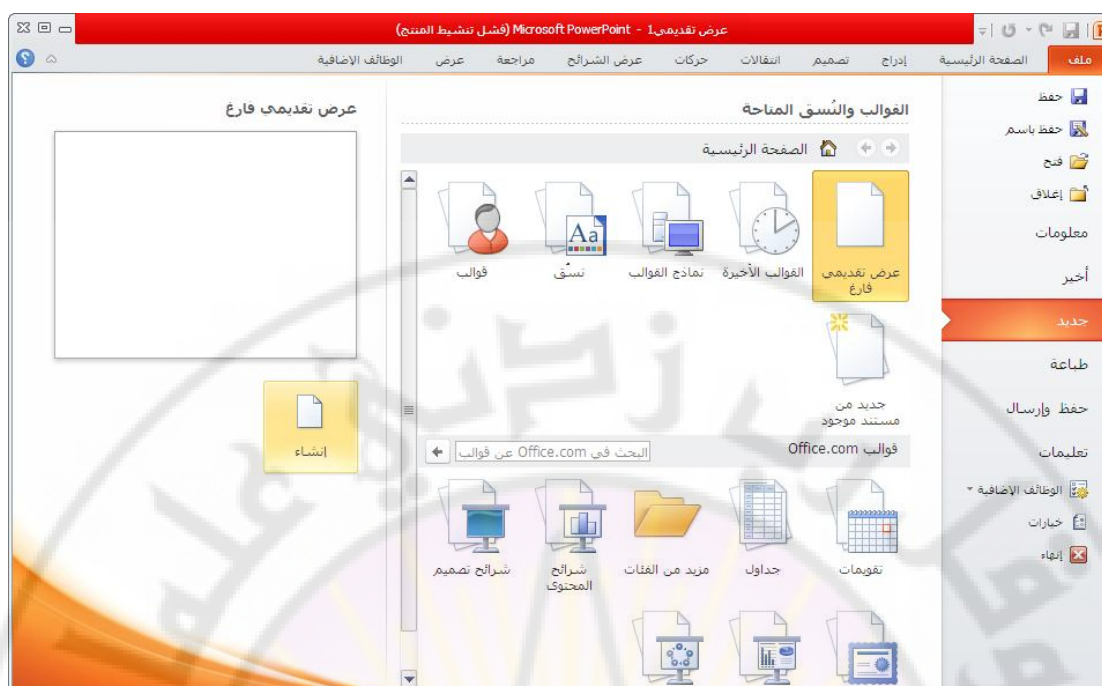 عرض تقديمي1 - Microsoft PowerPoint (فشل تنشيط المنتج)
ملف الصفحة الرئيسية إدراج تصميم انتقالات حركات عرض الشرائح مراجعة عرض الوظائف الإضافية
حفظ
حفظ باسم
فتح
إغلاق
معلومات
أخير
جديد
طباعة
حفظ وإرسال
تعليمات
الوظائف الإضافية
خيارات
إنهاء
القوالب والنُسق المتاحة
الصفحة الرئيسية
عرض تقديمي فارغ
القوالب الأخيرة
نماذج القوالب
نسق
قوالب
جديد من
مستند موجود
قوالب Office.com
البحث في Office.com عن قوالب
تقويمات
جداول
مزيد من الفئات
شرائح
المحتوى
شرائح تصميم
عرض تقديمي فارغ
إنشاء
رب زدني علما